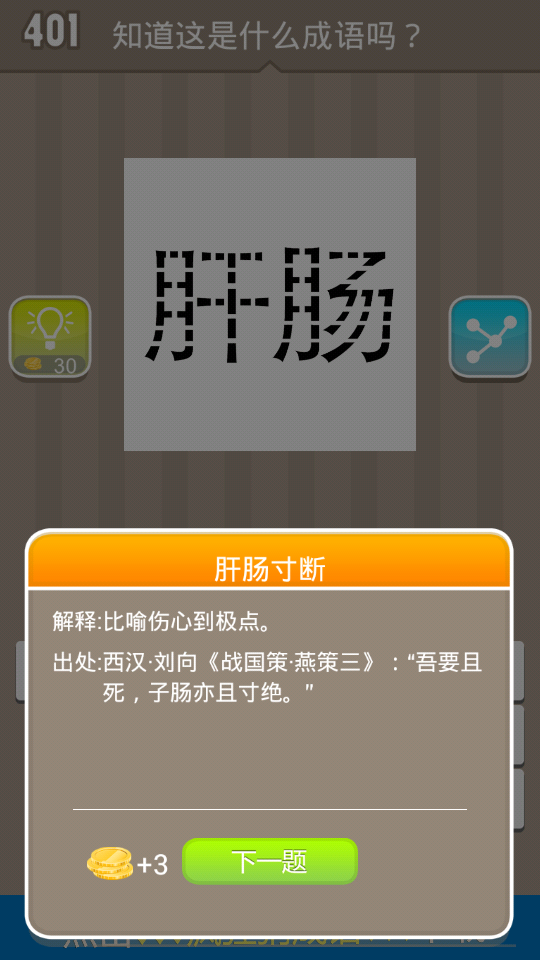 401
知道这是什么成语吗？
肝肠
30
肝肠寸断
解释:比喻伤心到极点。
出处:西汉·刘向《战国策·燕策三》：“吾要且
死，子肠亦且寸绝。”
+3
下一题